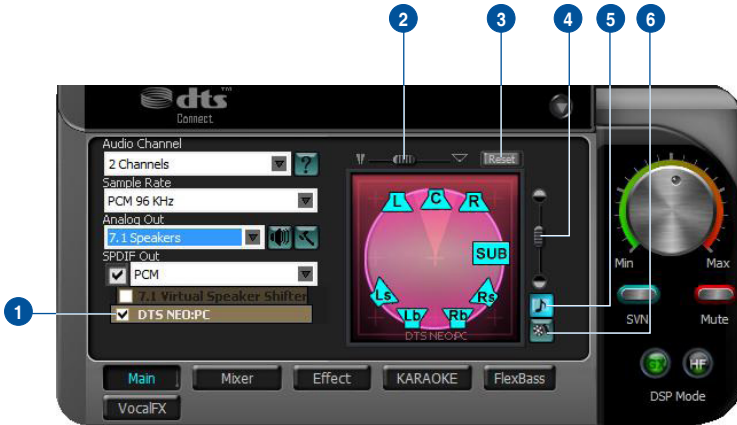 2 3 4 5 6
dts™
Connect
Audio Channel
2 Channels
?
Sample Rate
PCM 96 KHz
Analog Out
7.1 Speakers
SPDIF Out
PCM
7.1 Virtual Speaker Shifter
1
DTS NEO:PC
Reset
L C R
SUB
Ls Rs
Lb Rb
DTS NEO:PC
Min Max
SVN Mute
GX HF
DSP Mode
Main Mixer Effect KARAOKE FlexBass
VocalFX